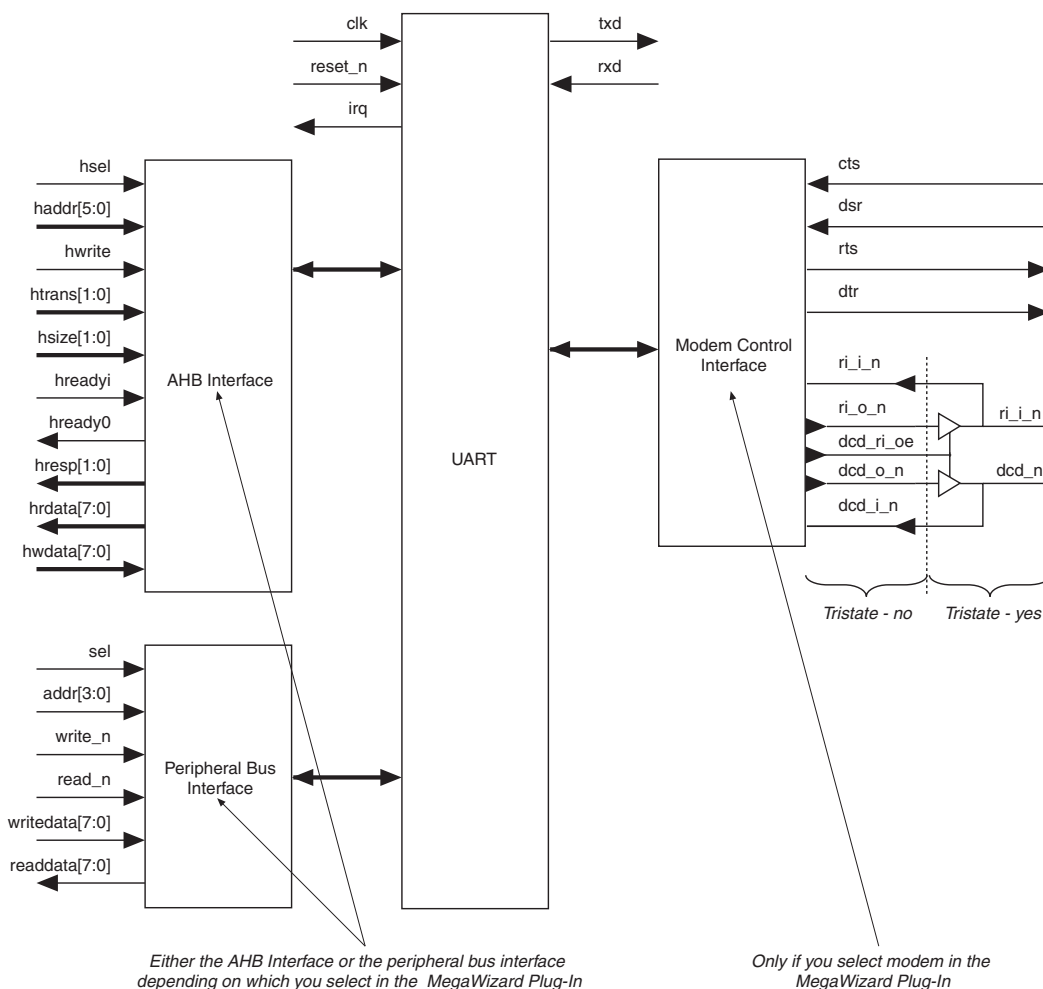 clk
reset_n
irq
txd
rxd
hsel
haddr[5:0]
hwrite
htrans[1:0]
hsize[1:0]
hreadyi
hready0
hresp[1:0]
hrdata[7:0]
hwdata[7:0]
AHB Interface
UART
Modem Control
Interface
cts
dsr
rts
dtr
ri_i_n
ri_o_n
dcd_ri_oe
dcd_o_n
dcd_i_n
ri_i_n
dcd_n
Tristate - no
Tristate - yes
sel
addr[3:0]
write_n
read_n
writedata[7:0]
readdata[7:0]
Peripheral Bus
Interface
Either the AHB Interface or the peripheral bus interface
depending on which you select in the MegaWizard Plug-In
Only if you select modem in the
MegaWizard Plug-In